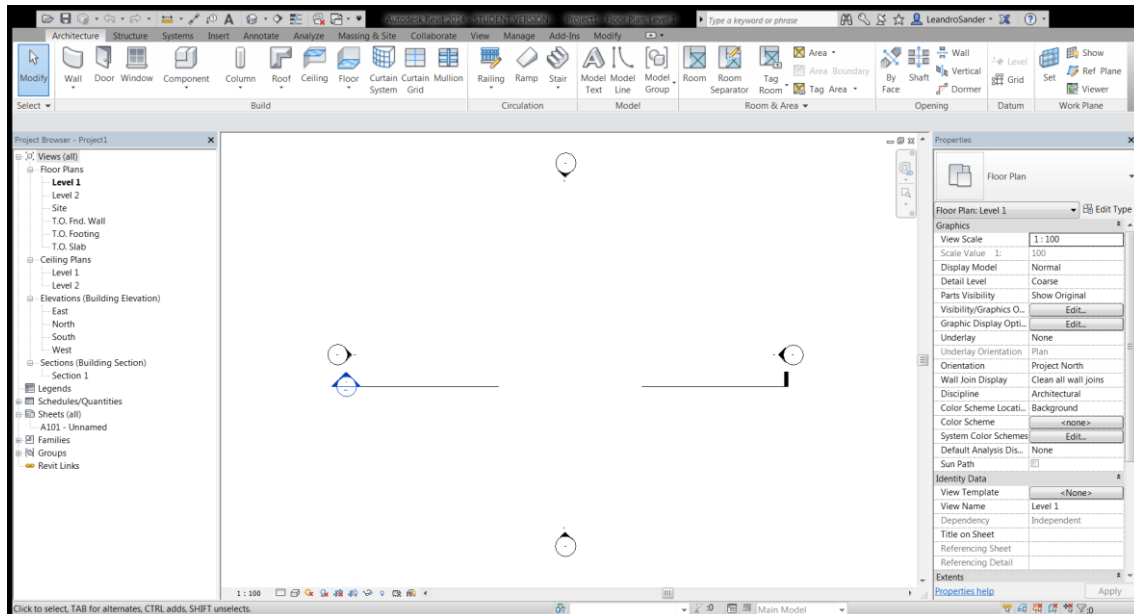 Autodesk Revit 2014 - STUDENT VERSION - Project1 - Floor Plan: Level 1
Type a keyword or phrase
LeandroSander
Architecture Structure Systems Insert Annotate Analyze Massing & Site Collaborate View Manage Add-Ins Modify
Modify Wall Door Window Component Column Roof Ceiling Floor Curtain System Curtain Grid Mullion Railing Ramp Stair Model Text Model Line Model Group Room Room Separator Tag Room Area Area Boundary Tag Area By Face Shaft Wall Vertical Dormer Level Grid Set Show Ref Plane Viewer
Select Build Circulation Model Room & Area Opening Datum Work Plane
Project Browser - Project1
Views (all)
Floor Plans
Level 1
Level 2
Site
T.O. Fnd. Wall
T.O. Footing
T.O. Slab
Ceiling Plans
Level 1
Level 2
Elevations (Building Elevation)
East
North
South
West
Sections (Building Section)
Section 1
Legends
Schedules/Quantities
Sheets (all)
A101 - Unnamed
Families
Groups
Revit Links
Properties
Floor Plan
Floor Plan: Level 1 Edit Type
Graphics
View Scale 1 : 100
Scale Value 1: 100
Display Model Normal
Detail Level Coarse
Parts Visibility Show Original
Visibility/Graphics O... Edit...
Graphic Display Opti... Edit...
Underlay None
Underlay Orientation Plan
Orientation Project North
Wall Join Display Clean all wall joins
Discipline Architectural
Color Scheme Locati... Background
Color Scheme <none>
System Color Schemes Edit...
Default Analysis Dis... None
Sun Path
Identity Data
View Template <None>
View Name Level 1
Dependency Independent
Title on Sheet
Referencing Sheet
Referencing Detail
Extents
Properties help Apply
1 : 100
Click to select, TAB for alternates, CTRL adds, SHIFT unselects. :0 Main Model :0